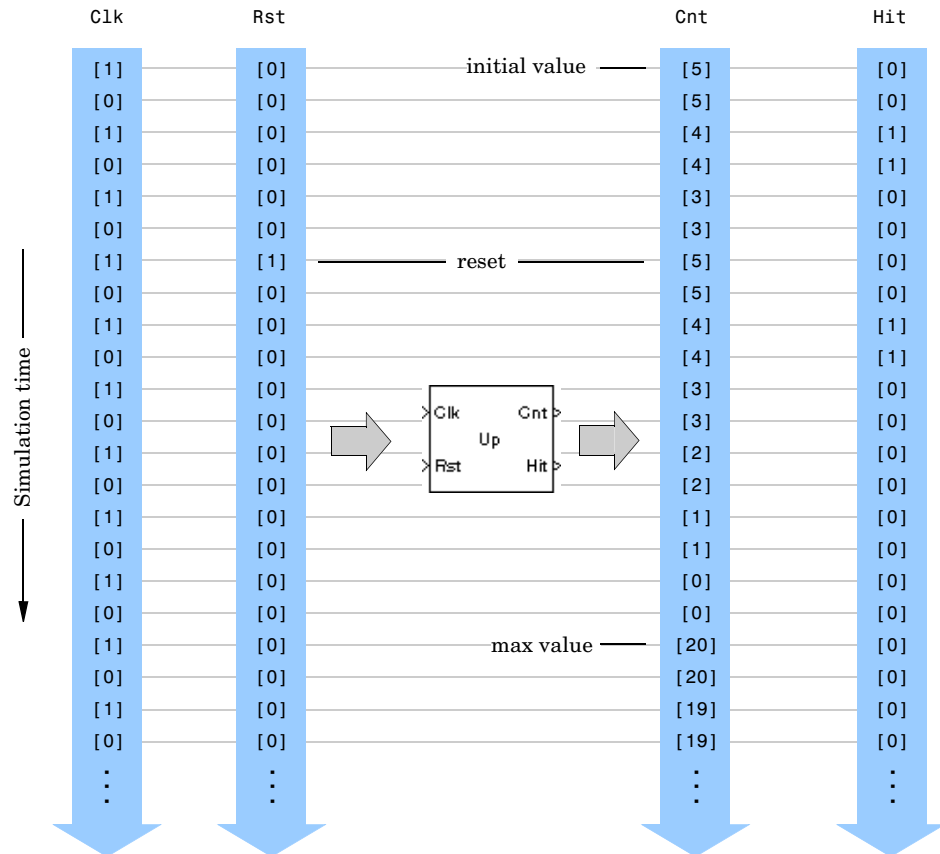 Clk Rst Cnt Hit
[1] [0] initial value [5] [0]
[0] [0] [5] [0]
[1] [0] [4] [1]
[0] [0] [4] [1]
[1] [0] [3] [0]
[0] [0] [3] [0]
[1] [1] reset [5] [0]
[0] [0] [5] [0]
[1] [0] [4] [1]
[0] [0] [4] [1]
[1] [0] [3] [0]
[0] [0] [3] [0]
[1] [0] [2] [0]
[0] [0] [2] [0]
[1] [0] [1] [0]
[0] [0] [1] [0]
[1] [0] [0] [0]
[0] [0] [0] [0]
[1] [0] max value [20] [0]
[0] [0] [20] [0]
[1] [0] [19] [0]
[0] [0] [19] [0]
Simulation time
Clk Cnt
Up
Rst Hit